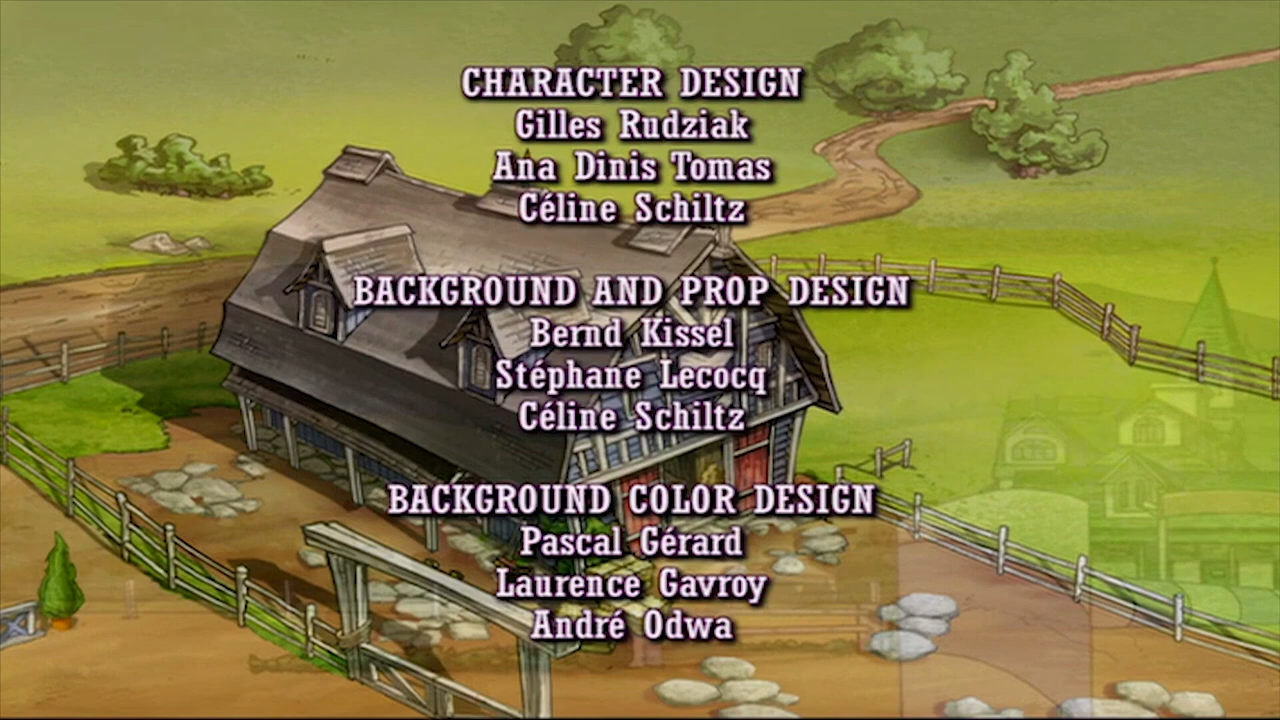 CHARACTER DESIGN
Gilles Rudziak
Ana Dinis Tomas
Céline Schiltz
BACKGROUND AND PROP DESIGN
Bernd Kissel
Stéphane Lecocq
Céline Schiltz
BACKGROUND COLOR DESIGN
Pascal Gérard
Laurence Gavroy
André Odwa